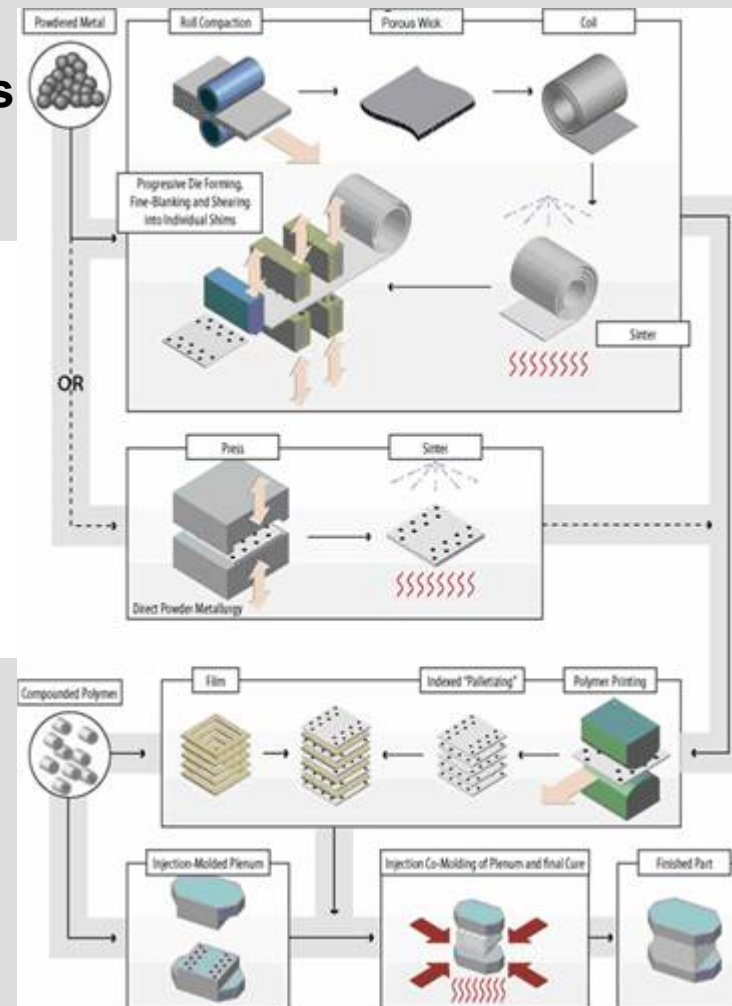 s
Powdered Metal
Roll Compaction
Porous Wick
Coil
Progressive Die Forming,
Fine-Blanking and Shearing
into Individual Shims
Sinter
OR
Press
Sinter
Direct Powder Metallurgy
Compounded Polymer
Film
Indexed "Palletizing"
Polymer Printing
Injection-Molded Plenum
Injection Co-Molding of Plenum and final Cure
Finished Part